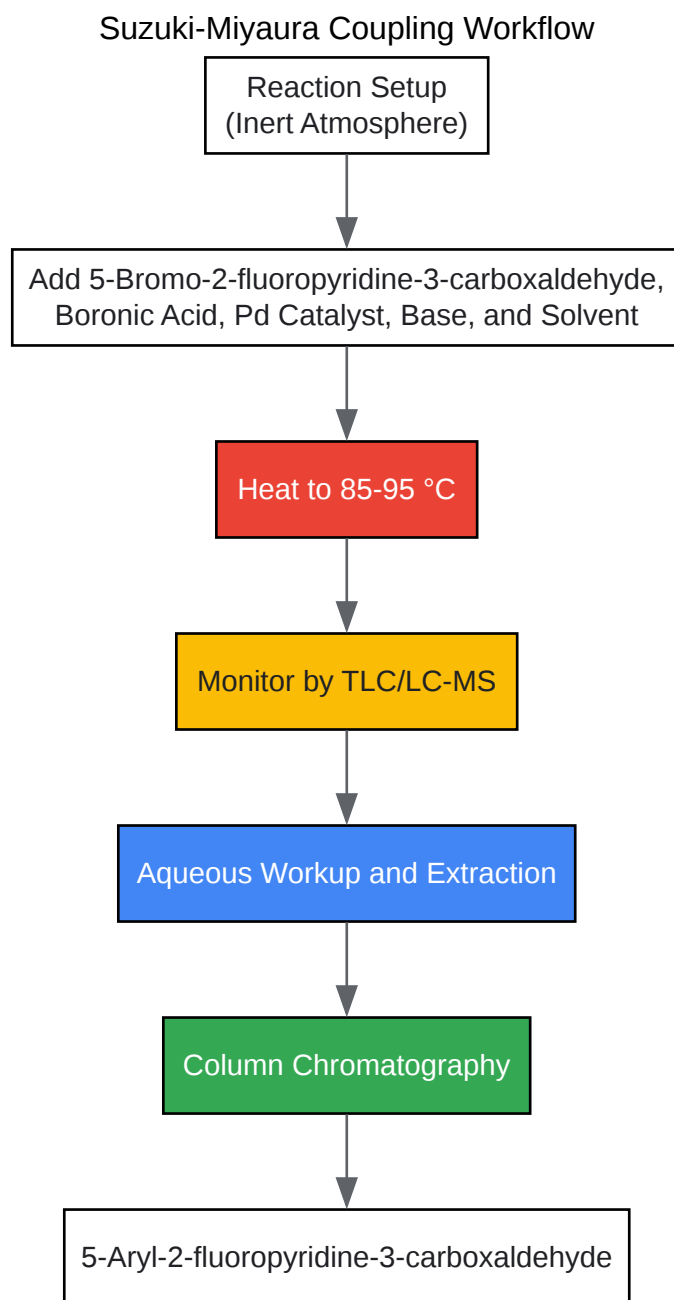 Suzuki-Miyaura Coupling Workflow
Reaction Setup
(Inert Atmosphere)
Add 5-Bromo-2-fluoropyridine-3-carboxaldehyde,
Boronic Acid, Pd Catalyst, Base, and Solvent
Heat to 85-95 °C
Monitor by TLC/LC-MS
Aqueous Workup and Extraction
Column Chromatography
5-Aryl-2-fluoropyridine-3-carboxaldehyde